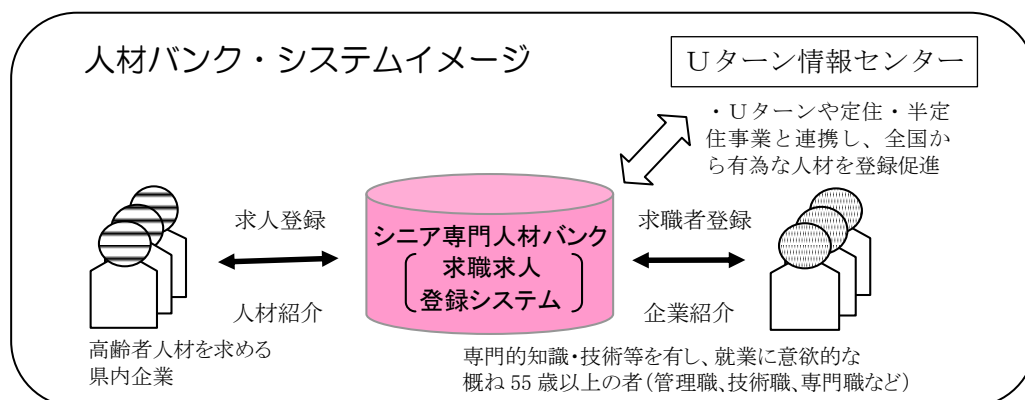 人材バンク・システムイメージ
Uターン情報センター
・Uターンや定住・半定
住事業と連携し、全国か
ら有為な人材を登録促進
求人登録
人材紹介
シニア専門人材バンク
求職求人
登録システム
求職者登録
企業紹介
高齢者人材を求める
県内企業
専門的知識・技術等を有し、就業に意欲的な
概ね 55 歳以上の者(管理職、技術職、専門職など)